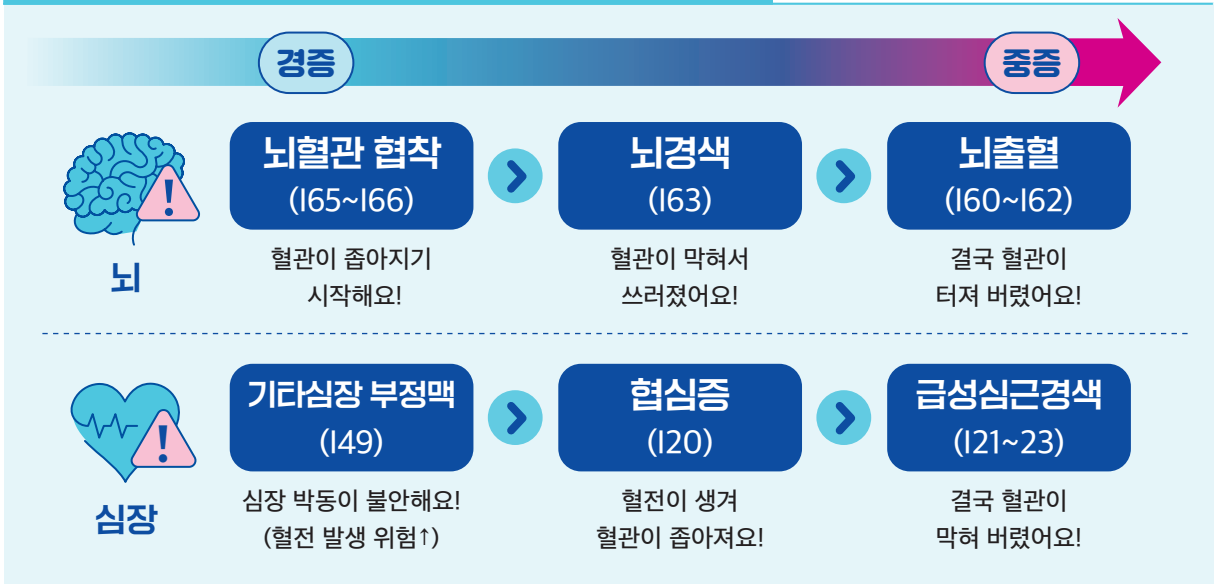 경증
중증
뇌혈관 협착
(I65~I66)
혈관이 좁아지기
시작해요!
뇌경색
(I63)
혈관이 막혀서
쓰러졌어요!
뇌출혈
(I60~I62)
결국 혈관이
터져 버렸어요!
뇌
기타심장 부정맥
(I49)
심장 박동이 불안해요!
(혈전 발생 위험↑)
협심증
(I20)
혈전이 생겨
혈관이 좁아져요!
급성심근경색
(I21~23)
결국 혈관이
막혀 버렸어요!
심장